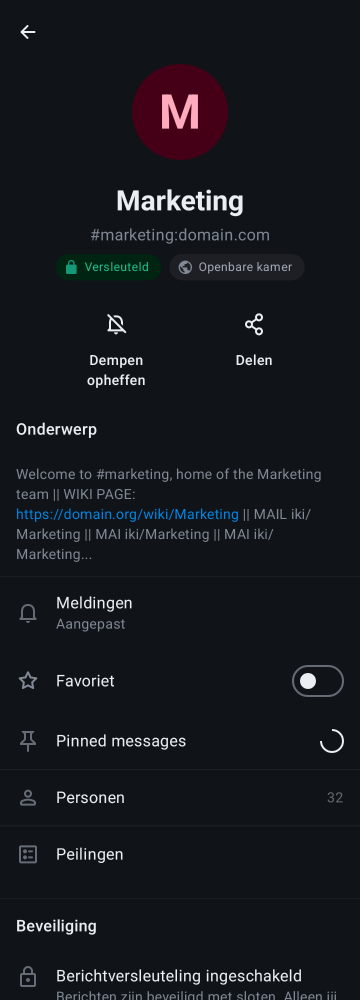 M
Marketing
#marketing:domain.com
Versleuteld
Openbare kamer
Dempen
opheffen
Delen
Onderwerp
Welcome to #marketing, home of the Marketing
team || WIKI PAGE:
https://domain.org/wiki/Marketing || MAIL iki/
Marketing || MAI iki/Marketing || MAI iki/
Marketing...
Meldingen
Aangepast
Favoriet
Pinned messages
Personen 32
Peilingen
Beveiliging
Berichtversleuteling ingeschakeld
Berichten zijn beveiligd met sloten. Alleen jij